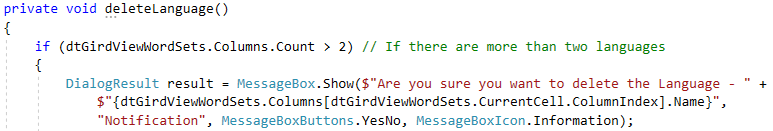 private void deleteLanguage()
{
if (dtGirdViewWordSets.Columns.Count > 2) // If there are more than two languages
{
DialogResult result = MessageBox.Show($"Are you sure you want to delete the Language - " +
$"{dtGirdViewWordSets.Columns[dtGirdViewWordSets.CurrentCell.ColumnIndex].Name}",
"Notification", MessageBoxButtons.YesNo, MessageBoxIcon.Information);